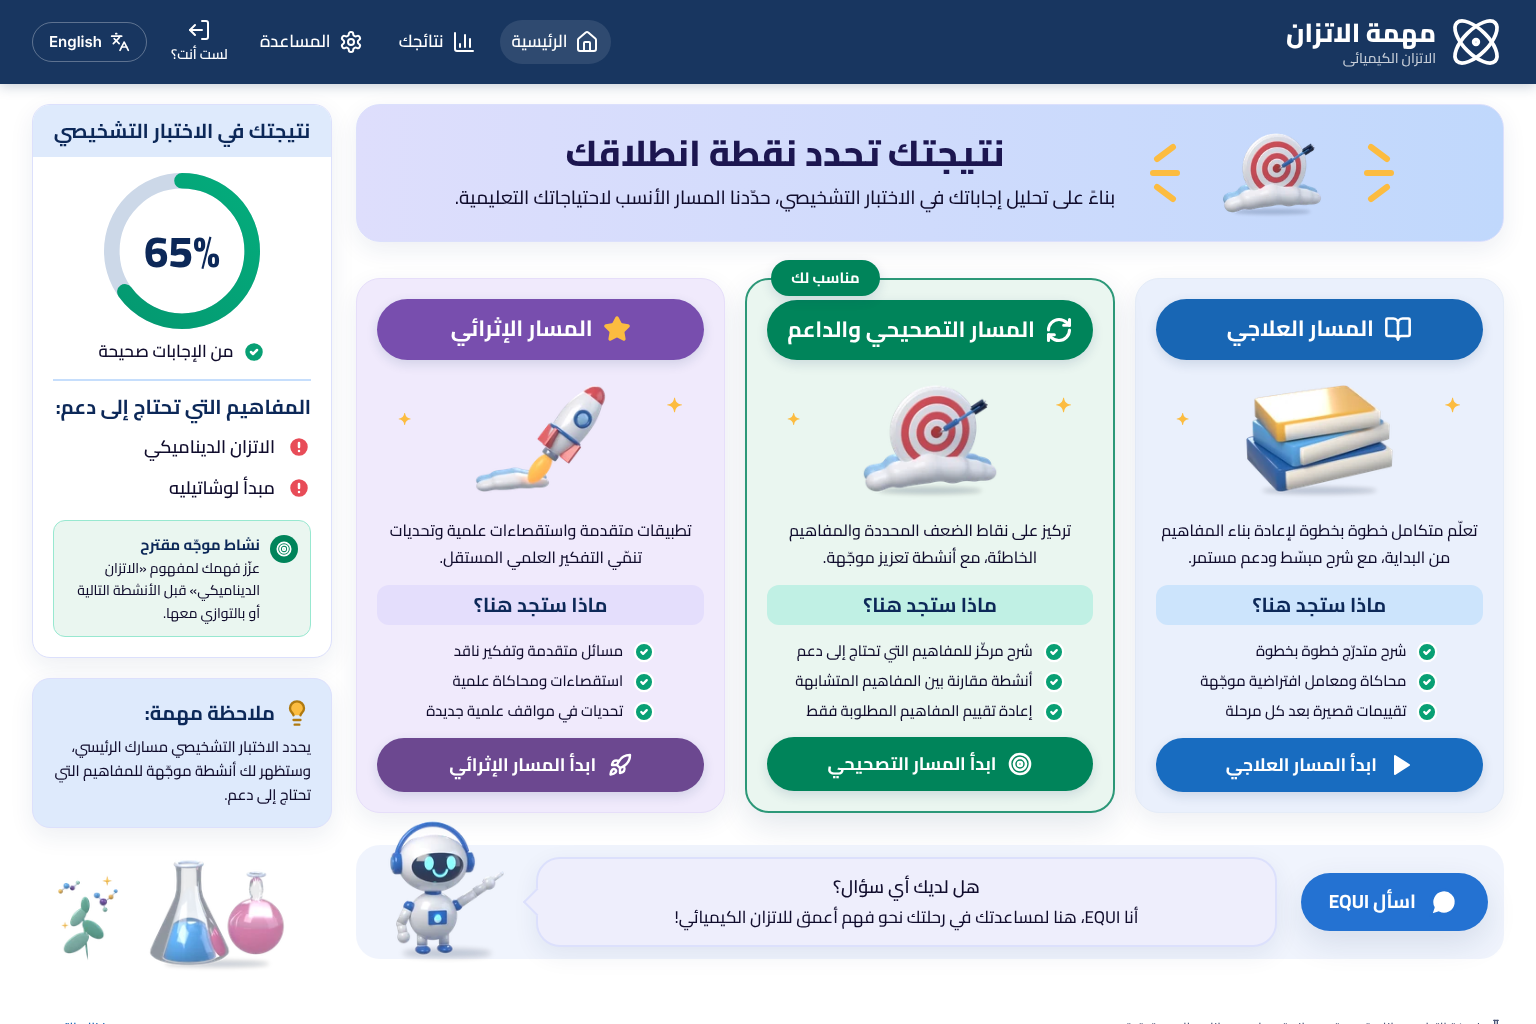 مهمة الاتزان
الاتزان الكيميائي
الرئيسية
نتائجك
المساعدة
لست أنت؟
English
نتيجتك تحدد نقطة انطلاقك
بناءً على تحليل إجاباتك في الاختبار التشخيصي، حدّدنا المسار الأنسب لاحتياجاتك التعليمية.
المسار العلاجي
تعلّم متكامل خطوة بخطوة لإعادة بناء المفاهيم
من البداية، مع شرح مبسّط ودعم مستمر.
ماذا ستجد هنا؟
شرح متدرّج خطوة بخطوة
محاكاة ومعامل افتراضية موجّهة
تقييمات قصيرة بعد كل مرحلة
ابدأ المسار العلاجي
مناسب لك
المسار التصحيحي والداعم
تركيز على نقاط الضعف المحددة والمفاهيم
الخاطئة، مع أنشطة تعزيز موجّهة.
ماذا ستجد هنا؟
شرح مركّز للمفاهيم التي تحتاج إلى دعم
أنشطة مقارنة بين المفاهيم المتشابهة
إعادة تقييم المفاهيم المطلوبة فقط
ابدأ المسار التصحيحي
المسار الإثرائي
تطبيقات متقدمة واستقصاءات علمية وتحديات
تنمّي التفكير العلمي المستقل.
ماذا ستجد هنا؟
مسائل متقدمة وتفكير ناقد
استقصاءات ومحاكاة علمية
تحديات في مواقف علمية جديدة
ابدأ المسار الإثرائي
نتيجتك في الاختبار التشخيصي
65%
من الإجابات صحيحة
المفاهيم التي تحتاج إلى دعم:
الاتزان الديناميكي
مبدأ لوشاتيليه
نشاط موجّه مقترح
عزّز فهمك لمفهوم «الاتزان
الديناميكي» قبل الأنشطة التالية
أو بالتوازي معها.
ملاحظة مهمة:
يحدد الاختبار التشخيصي مسارك الرئيسي،
وستظهر لك أنشطة موجّهة للمفاهيم التي
تحتاج إلى دعم.
اسأل EQUI
هل لديك أي سؤال؟
أنا EQUI، هنا لمساعدتك في رحلتك نحو فهم أعمق للاتزان الكيميائي!